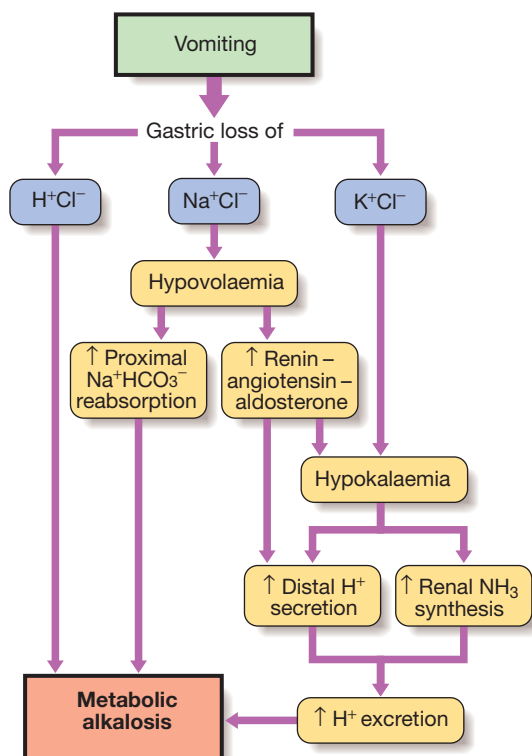 Vomiting
Gastric loss of
H⁺Cl⁻
Na⁺Cl⁻
K⁺Cl⁻
Hypovolaemia
↑ Proximal
Na⁺HCO₃⁻
reabsorption
↑ Renin –
angiotensin –
aldosterone
Hypokalaemia
↑ Distal H⁺
secretion
↑ Renal NH₃
synthesis
Metabolic
alkalosis
↑ H⁺ excretion